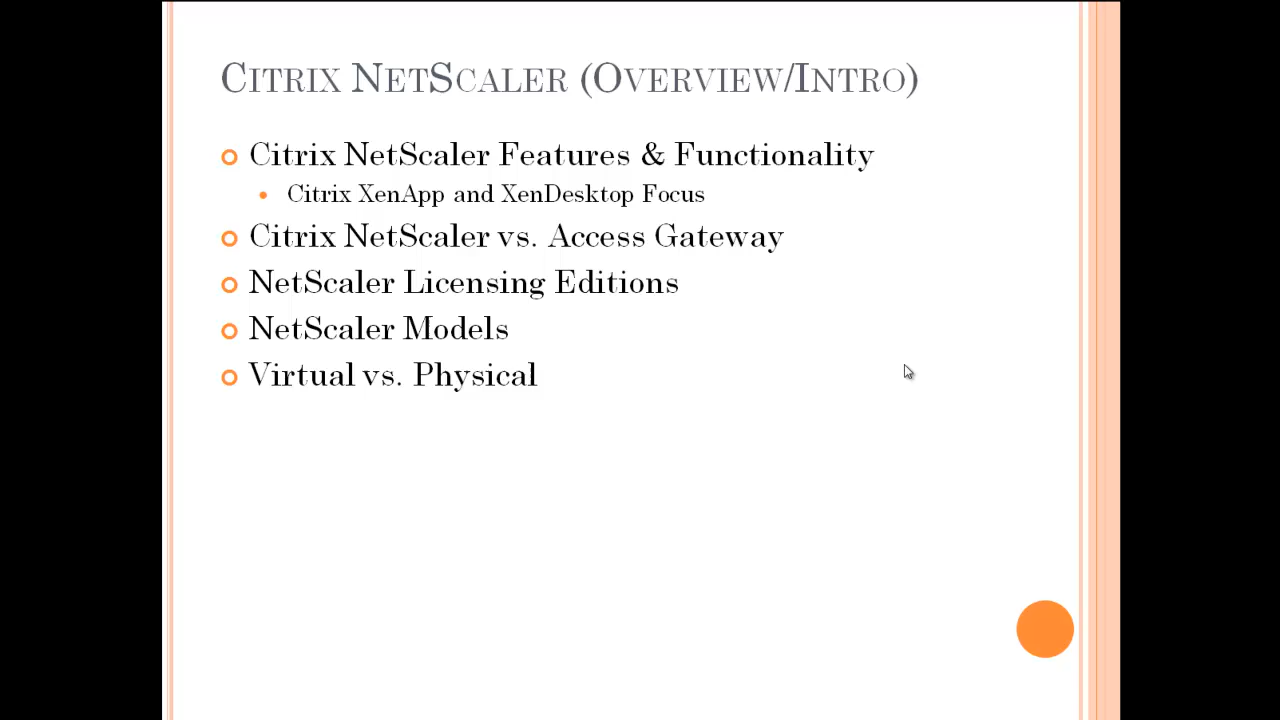 Citrix NetScaler (Overview/Intro)
Citrix NetScaler Features & Functionality
Citrix XenApp and XenDesktop Focus
Citrix NetScaler vs. Access Gateway
NetScaler Licensing Editions
NetScaler Models
Virtual vs. Physical